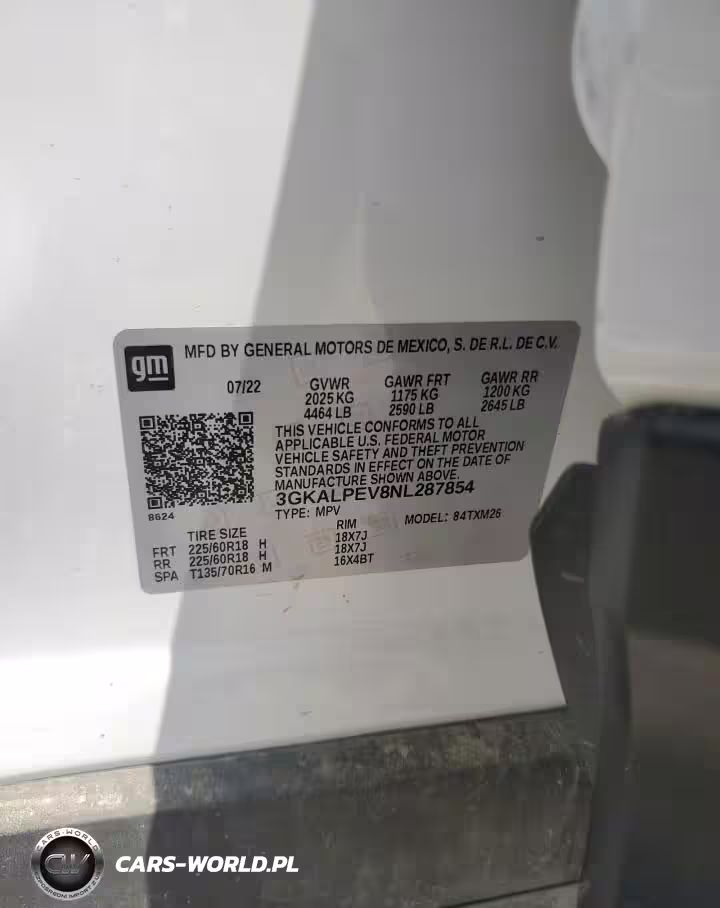 gm
MFD BY GENERAL MOTORS DE MEXICO, S. DE R.L. DE C.V.
07/22 GVWR GAWR FRT GAWR RR
2025 KG 1175 KG 1200 KG
4464 LB 2590 LB 2645 LB
THIS VEHICLE CONFORMS TO ALL
APPLICABLE U.S. FEDERAL MOTOR
VEHICLE SAFETY AND THEFT PREVENTION
STANDARDS IN EFFECT ON THE DATE OF
MANUFACTURE SHOWN ABOVE.
3GKALPEV8NL287854
8624
TYPE: MPV MODEL: 84TXM26
TIRE SIZE RIM
FRT 225/60R18 H 18X7J
RR 225/60R18 H 18X7J
SPA T135/70R16 M 16X4BT
CARS-WORLD
CW
CARS-WORLD.PL